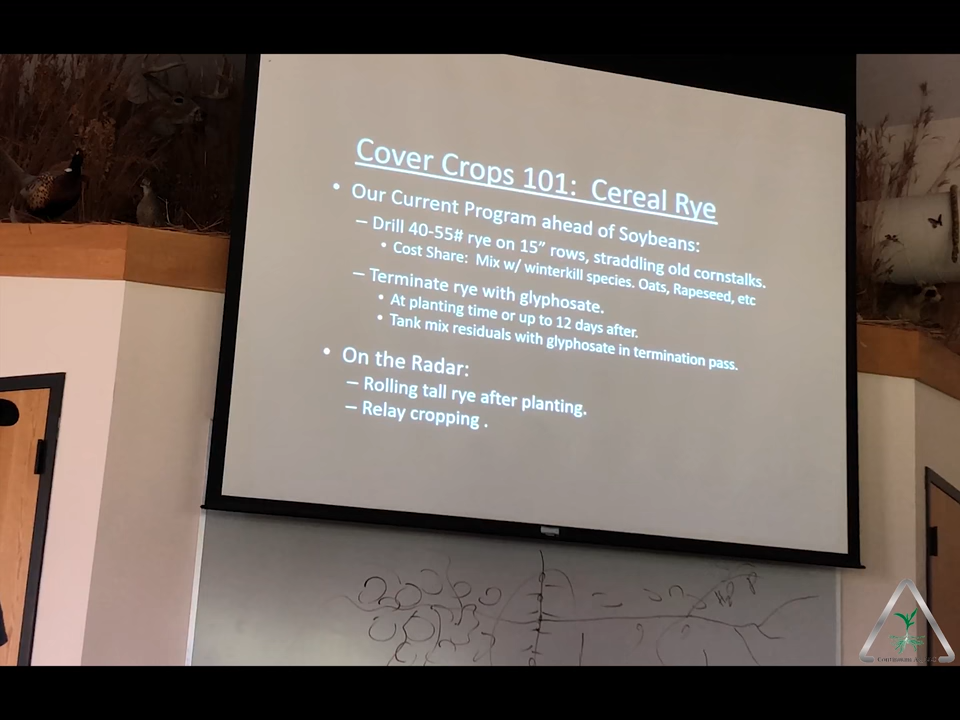 Cover Crops 101: Cereal Rye
• Our Current Program ahead of Soybeans:
– Drill 40-55# rye on 15” rows, straddling old cornstalks.
• Cost Share: Mix w/ winterkill species. Oats, Rapeseed, etc
– Terminate rye with glyphosate.
• At planting time or up to 12 days after.
• Tank mix residuals with glyphosate in termination pass.
• On the Radar:
– Rolling tall rye after planting.
– Relay cropping .